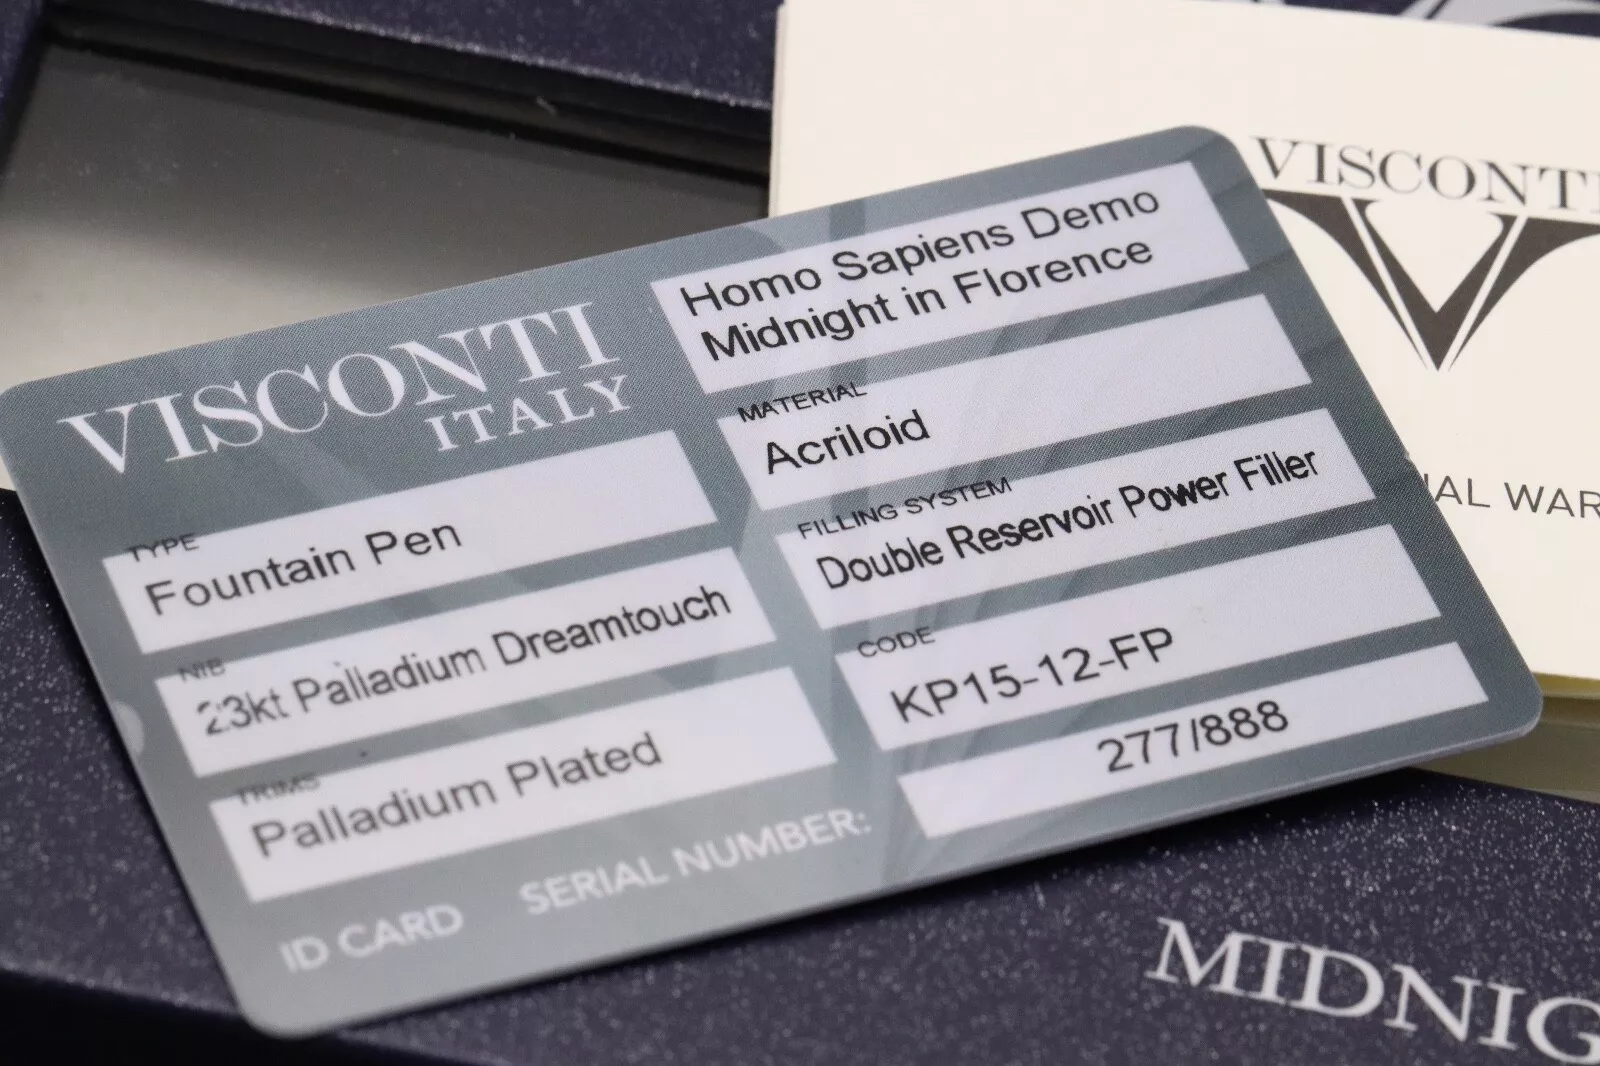 VISCONTI
ITALY
TYPE
Fountain Pen
NIB
23kt Palladium Dreamtouch
TRIMS
Palladium Plated
ID CARD
SERIAL NUMBER:
Homo Sapiens Demo
Midnight in Florence
MATERIAL
Acriloid
FILLING SYSTEM
Double Reservoir Power Filler
CODE
KP15-12-FP
277/888
VISCONTI
AL WAR
MIDNIG